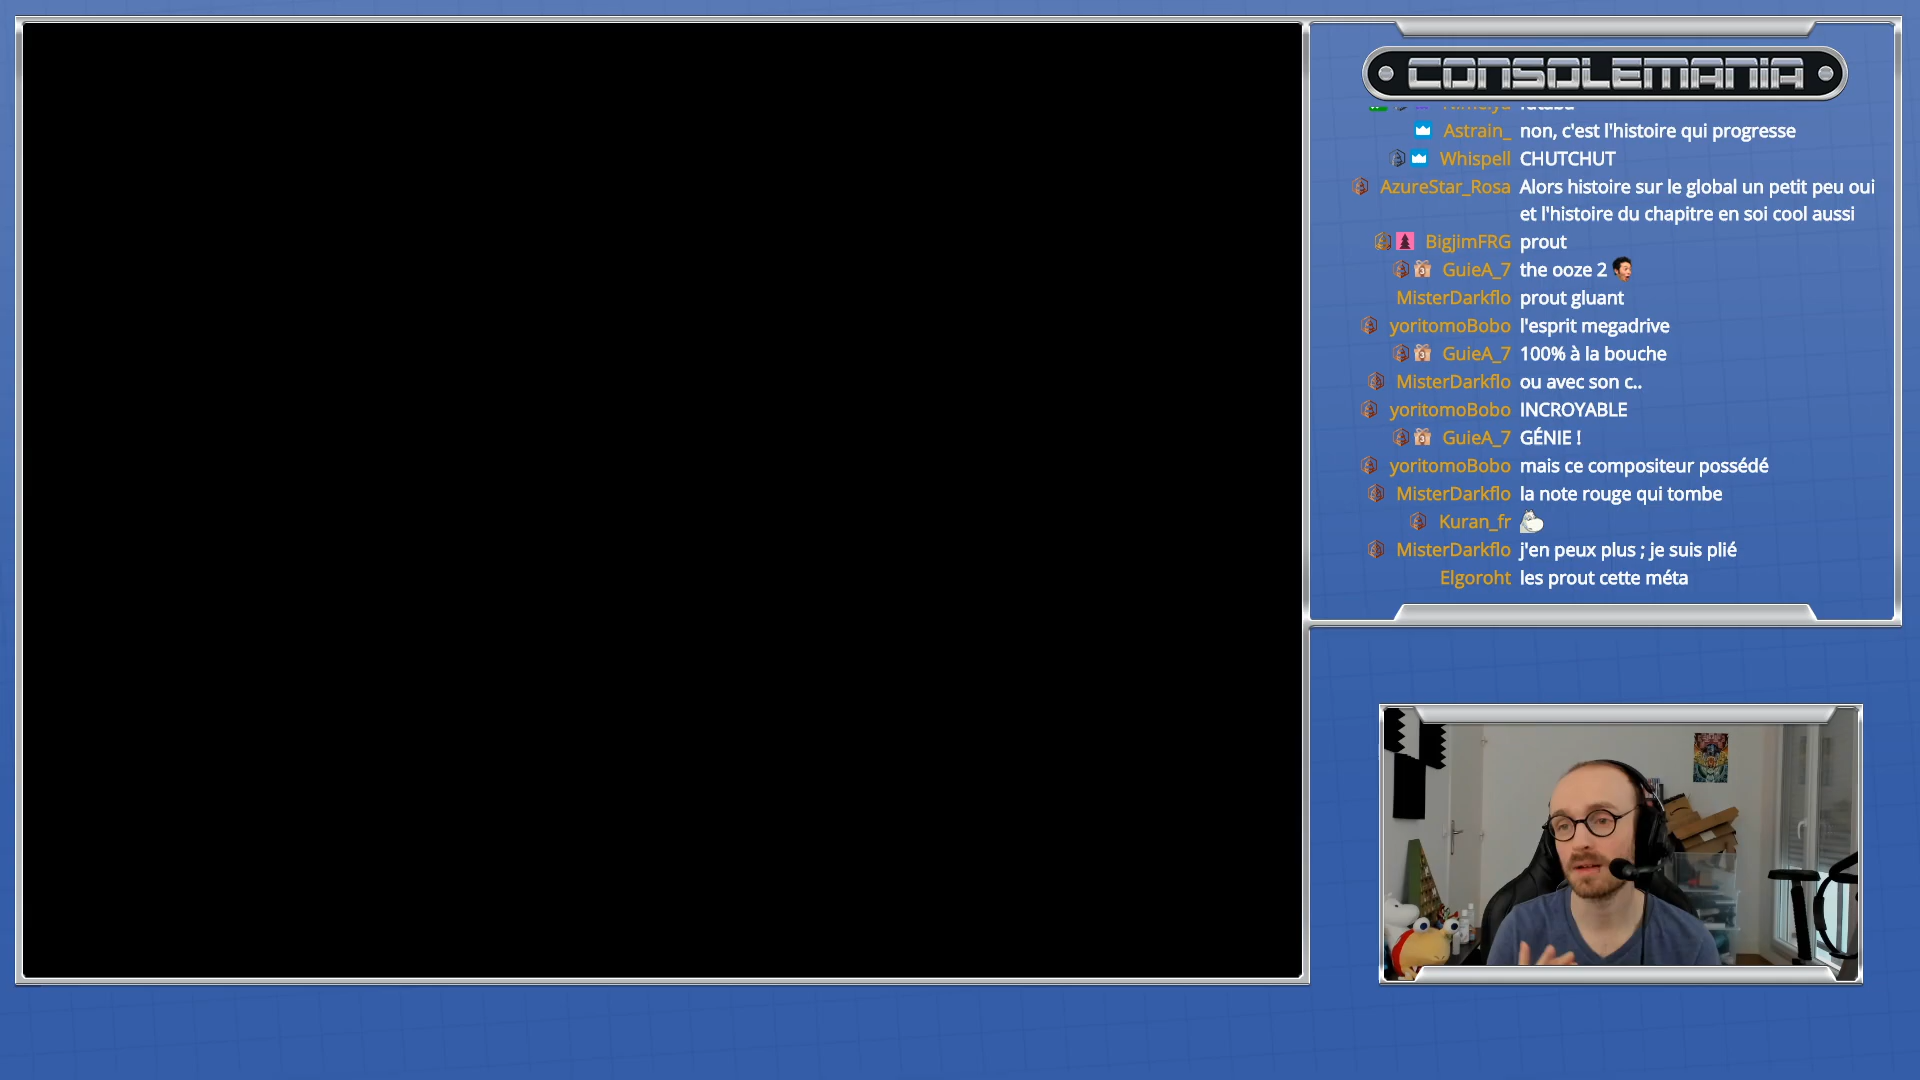 CONSOLEMANIA
Astrain_ non, c'est l'histoire qui progresse
Whispell CHUTCHUT
AzureStar_Rosa Alors histoire sur le global un petit peu oui
et l'histoire du chapitre en soi cool aussi
BigjimFRG prout
GuieA_7 the ooze 2
MisterDarkflo prout gluant
yoritomoBobo l'esprit megadrive
GuieA_7 100% à la bouche
MisterDarkflo ou avec son c..
yoritomoBobo INCROYABLE
GuieA_7 GÉNIE !
yoritomoBobo mais ce compositeur possédé
MisterDarkflo la note rouge qui tombe
Kuran_fr
MisterDarkflo j'en peux plus ; je suis plié
Elgoroht les prout cette méta